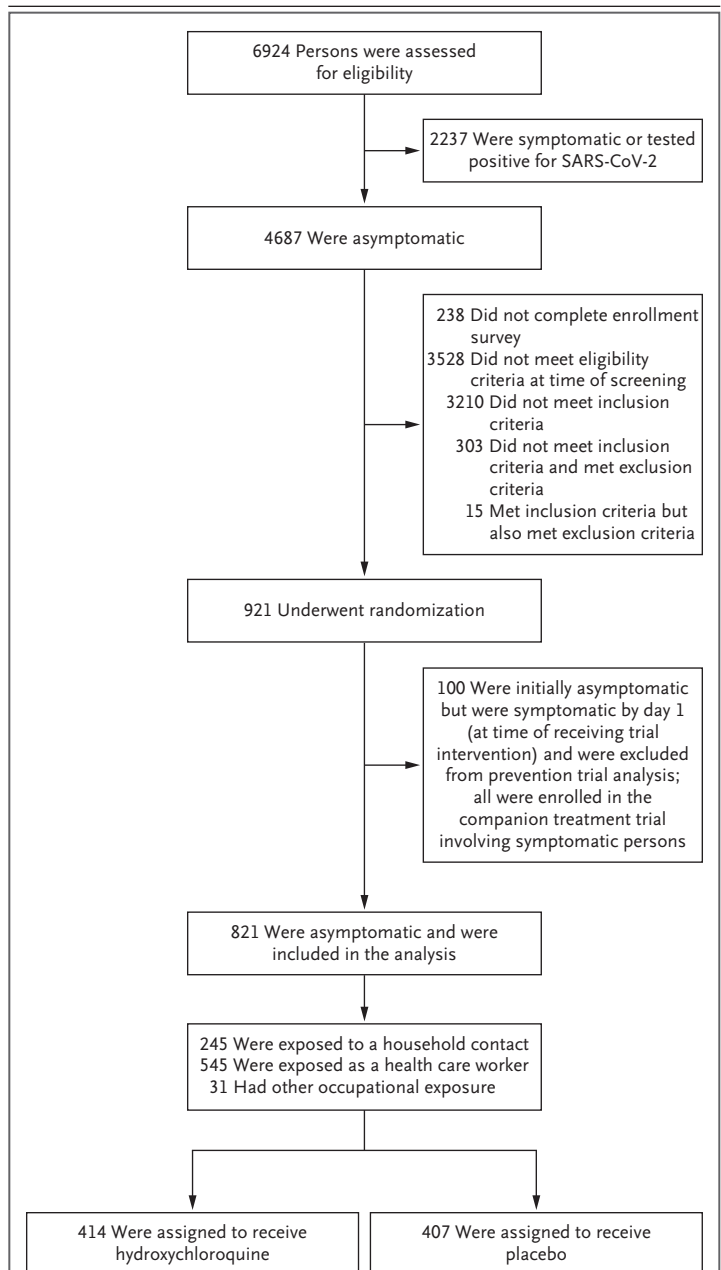 6924 Persons were assessed
for eligibility
2237 Were symptomatic or tested
positive for SARS-CoV-2
4687 Were asymptomatic
238 Did not complete enrollment
survey
3528 Did not meet eligibility
criteria at time of screening
3210 Did not meet inclusion
criteria
303 Did not meet inclusion
criteria and met exclusion
criteria
15 Met inclusion criteria but
also met exclusion criteria
921 Underwent randomization
100 Were initially asymptomatic
but were symptomatic by day 1
(at time of receiving trial
intervention) and were excluded
from prevention trial analysis;
all were enrolled in the
companion treatment trial
involving symptomatic persons
821 Were asymptomatic and were
included in the analysis
245 Were exposed to a household contact
545 Were exposed as a health care worker
31 Had other occupational exposure
414 Were assigned to receive
hydroxychloroquine
407 Were assigned to receive
placebo